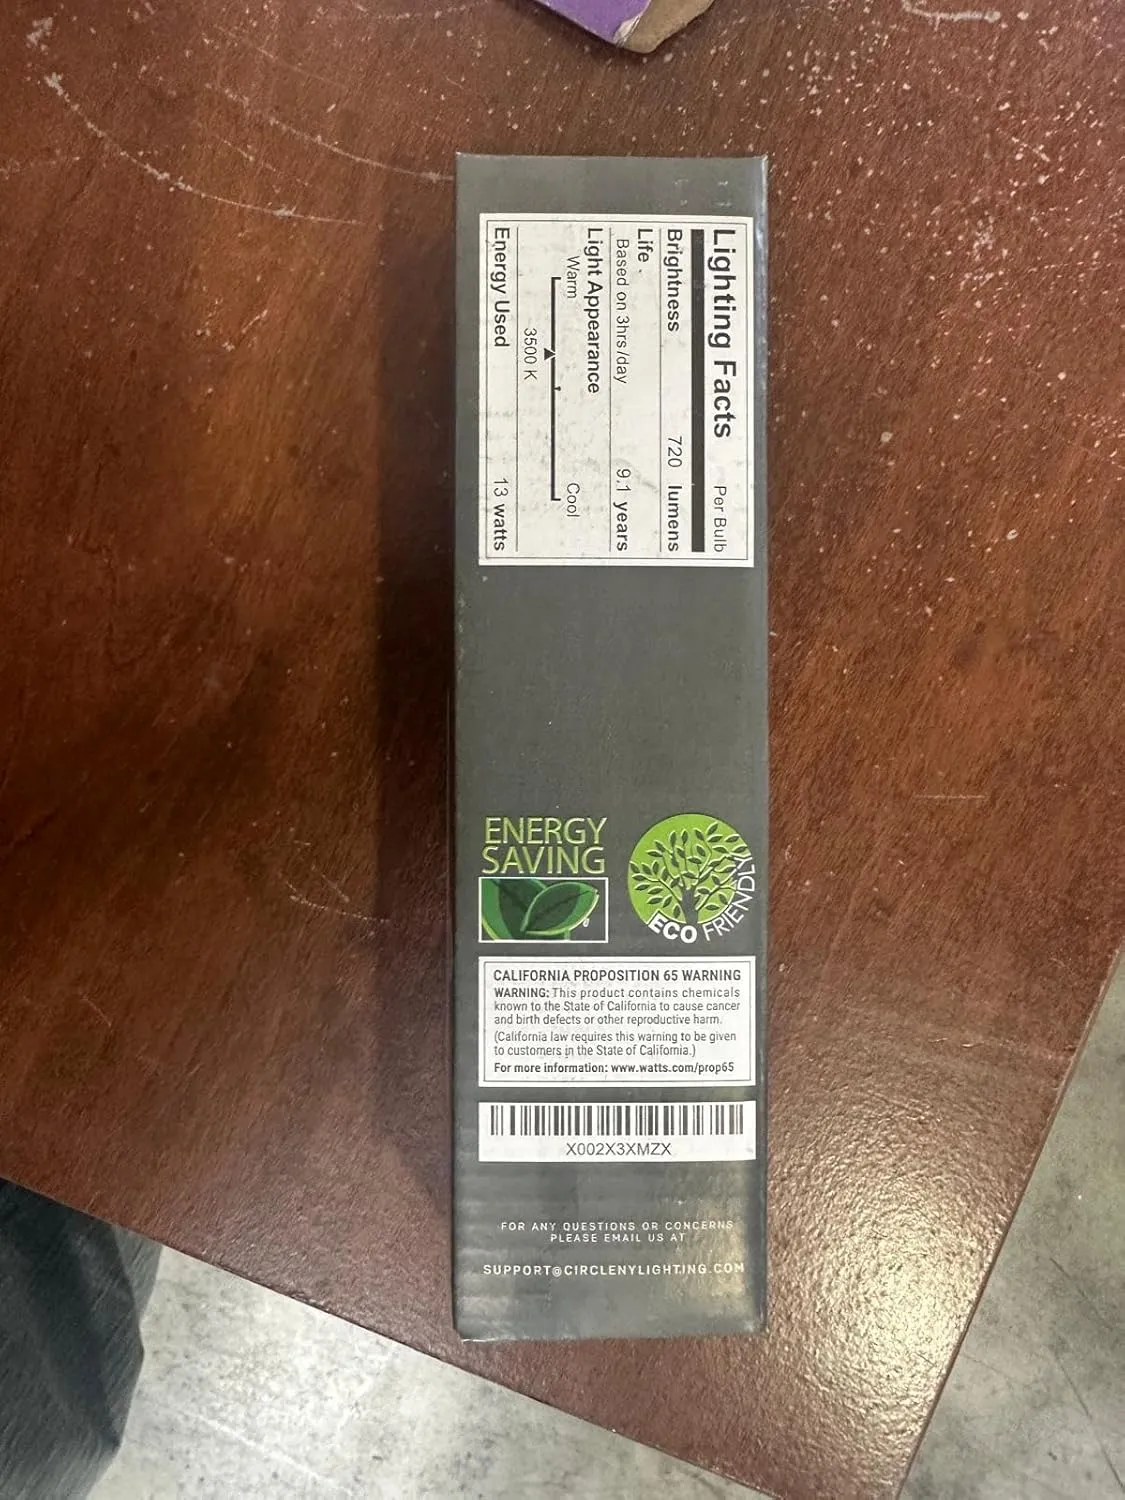 Lighting Facts Per Bulb
Brightness 720 lumens
Life
Based on 3hrs/day 9.1 years
Light Appearance
Warm Cool
3500 K
Energy Used 13 watts
ENERGY
SAVING
ECO FRIENDLY
CALIFORNIA PROPOSITION 65 WARNING
WARNING: This product contains chemicals
known to the State of California to cause cancer
and birth defects or other reproductive harm.
(California law requires this warning to be given
to customers in the State of California.)
For more information: www.watts.com/prop65
X002X3XMZX
FOR ANY QUESTIONS OR CONCERNS
PLEASE EMAIL US AT
SUPPORT@CIRCLENYLIGHTING.COM